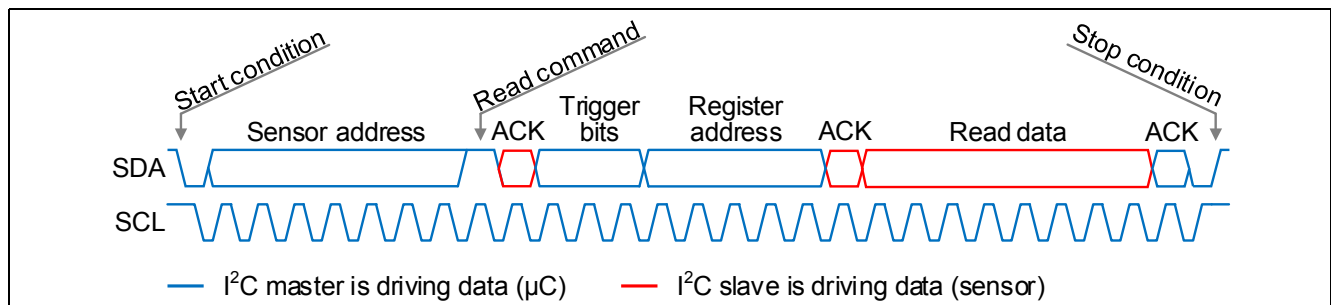 Start condition
Read command
Stop condition
Sensor address
ACK
Trigger bits
Register address
ACK
Read data
ACK
SDA
SCL
I²C master is driving data (µC)
I²C slave is driving data (sensor)